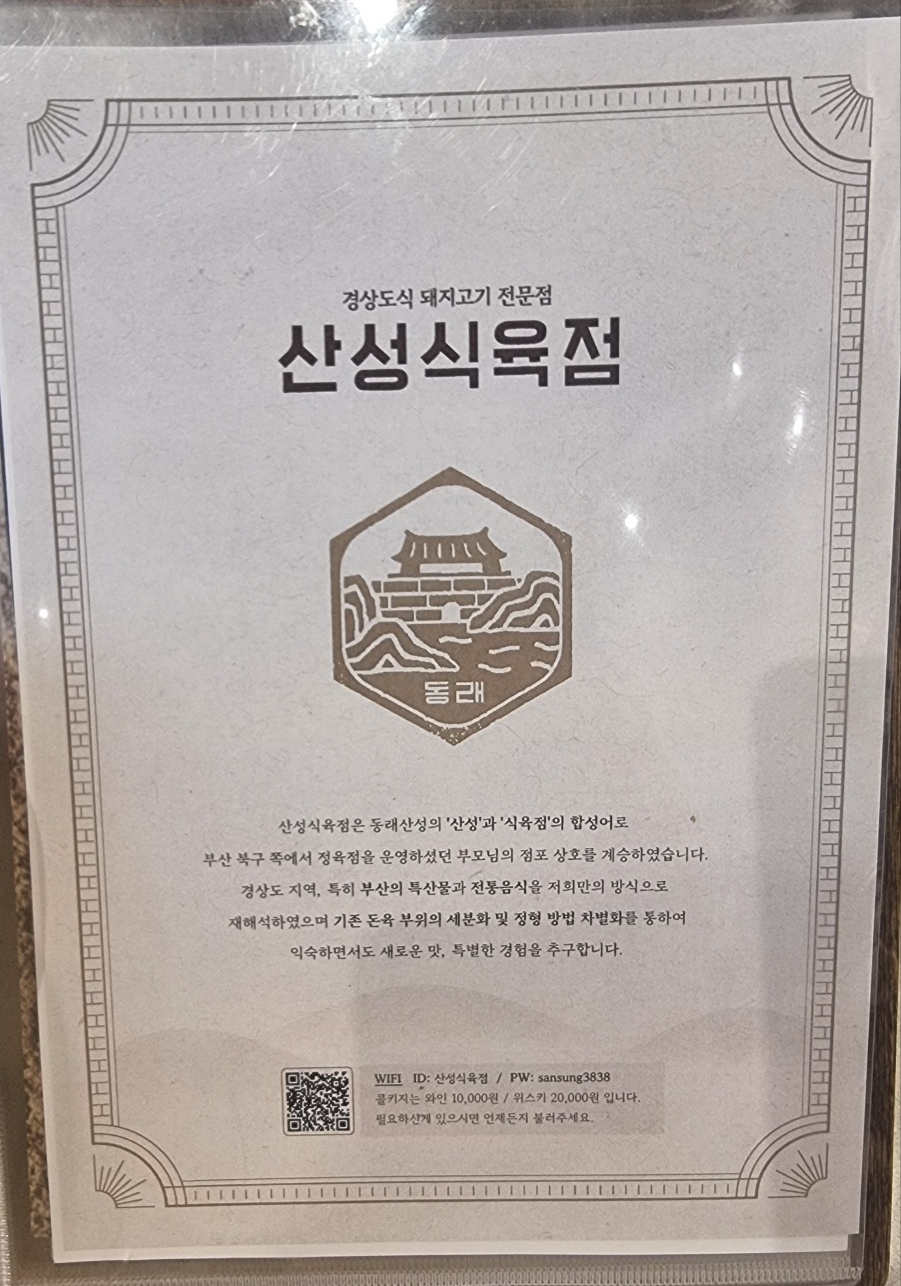 경상도식 돼지고기 전문점
산성식육점
동래
산성식육점은 동래산성의 '산성'과 '식육점'의 합성어로
부산 북구 쪽에서 정육점을 운영하셨던 부모님의 점포 상호를 계승하였습니다.
경상도 지역, 특히 부산의 특산물과 전통음식을 저희만의 방식으로
재해석하였으며 기존 돈육 부위의 세분화 및 정형 방법 차별화를 통하여
익숙하면서도 새로운 맛, 특별한 경험을 추구합니다.
WIFI ID: 산성식육점 / PW: sansung3838
콜키지는 와인 10,000원 / 위스키 20,000원 입니다.
필요하신게 있으시면 언제든지 불러주세요.